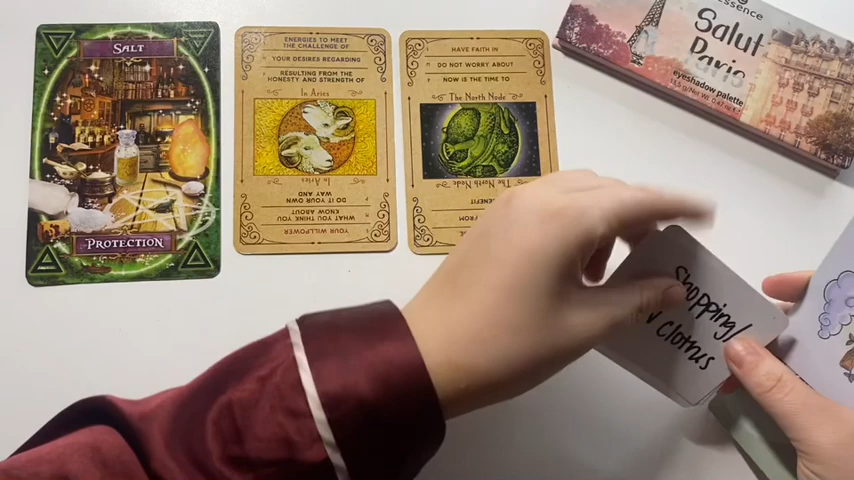 SALT
PROTECTION
ENERGIES TO MEET
THE CHALLENGE OF
YOUR DESIRES REGARDING
RESULTING FROM THE
HONESTY AND STRENGTH OF
In Aries
In Aries
DO IT YOUR
WAY AND
WHAT YOU THINK YOU
KNOW ABOUT
YOUR WILLPOWER
HAVE FAITH IN
DO NOT WORRY ABOUT
NOW IS THE TIME TO
The North Node
The North Node
BENEFIT
FROM
essence
Salut
Paris
eyeshadow palette
Shopping/
clothes